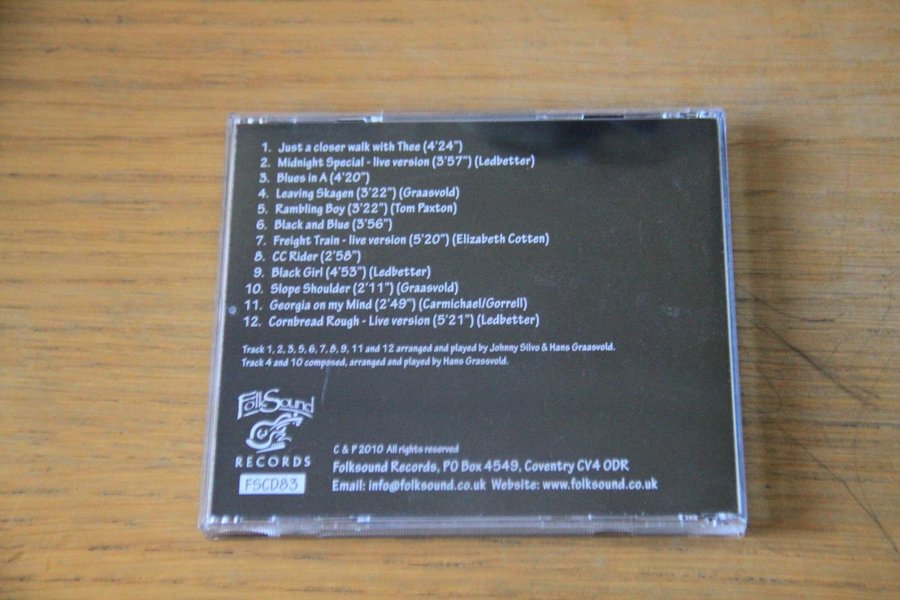 1. Just a closer walk with Thee (4'24")
2. Midnight Special - live version (3'57") (Ledbetter)
3. Blues in A (4'20")
4. Leaving Skagen (3'22") (Graasvold)
5. Rambling Boy (3'22") (Tom Paxton)
6. Black and Blue (3'56")
7. Freight Train - live version (5'20") (Elizabeth Cotten)
8. CC Rider (2'58")
9. Black Girl (4'53") (Ledbetter)
10. Slope Shoulder (2'11") (Graasvold)
11. Georgia on my Mind (2'49") (Carmichael/Gorrell)
12. Cornbread Rough - Live version (5'21") (Ledbetter)
Track 1, 2, 3, 5, 6, 7, 8, 9, 11 and 12 arranged and played by Johnny Silvo & Hans Graasvold.
Track 4 and 10 composed, arranged and played by Hans Graasvold.
FolkSound
RECORDS
FSCD83
C & P 2010 All rights reserved
Folksound Records, PO Box 4549, Coventry CV4 0DR
Email: info@folksound.co.uk Website: www.folksound.co.uk